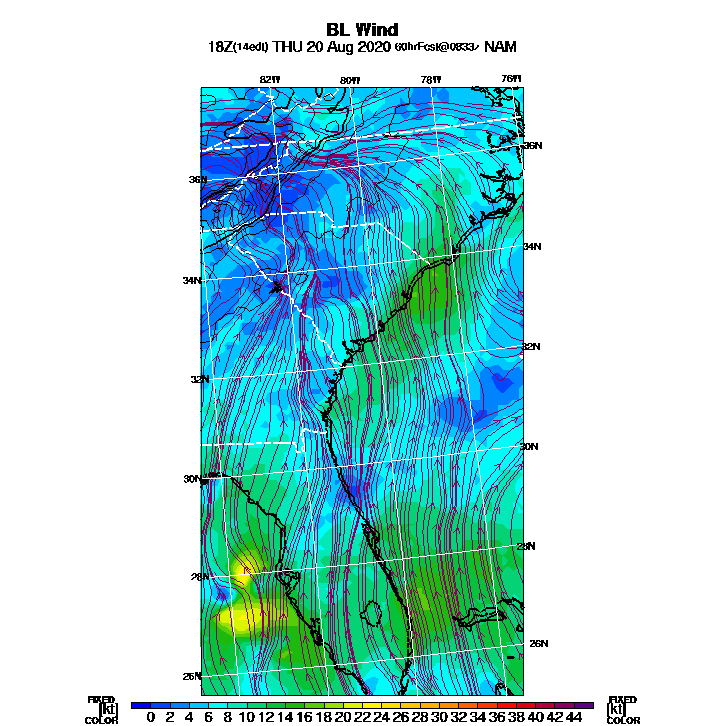 BL Wind
18Z(14edt) THU 20 Aug 2020 60hrFcst@0833z NAM
82W 80W 78W 76W
36N
36N
34N
34N
32N
32N
30N
30N
28N
28N
26N
26N
FIXED FIXED
[kt] 0 2 4 6 8 10 12 14 16 18 20 22 24 26 28 30 32 34 36 38 40 42 44 [kt]
COLOR COLOR